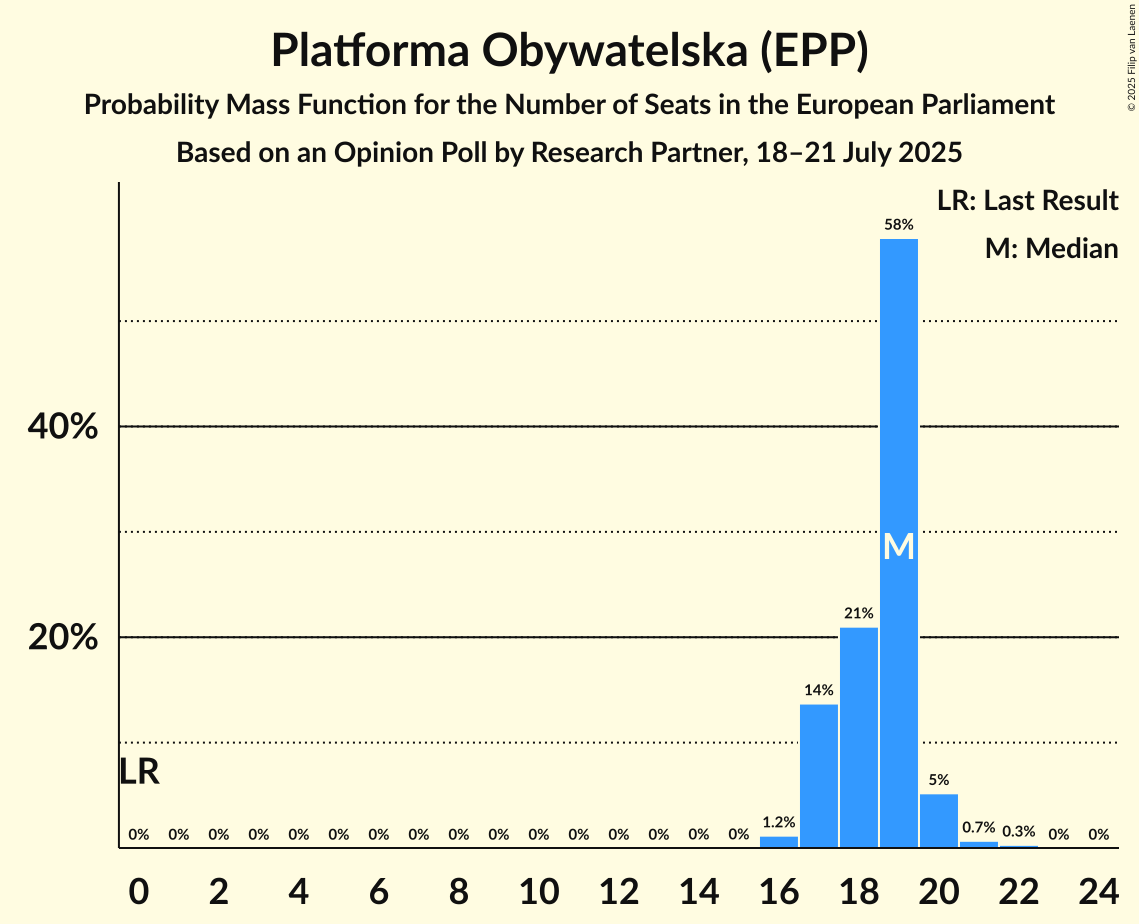 Platforma Obywatelska (EPP)
Probability Mass Function for the Number of Seats in the European Parliament
Based on an Opinion Poll by Research Partner, 18–21 July 2025
© 2025 Filip van Laenen
LR: Last Result
M: Median
58%
40%
M
21%
20%
14%
LR
5%
0% 0% 0% 0% 0% 0% 0% 0% 0% 0% 0% 0% 0% 0% 0% 0% 1.2% 0.7% 0.3% 0% 0%
0 2 4 6 8 10 12 14 16 18 20 22 24